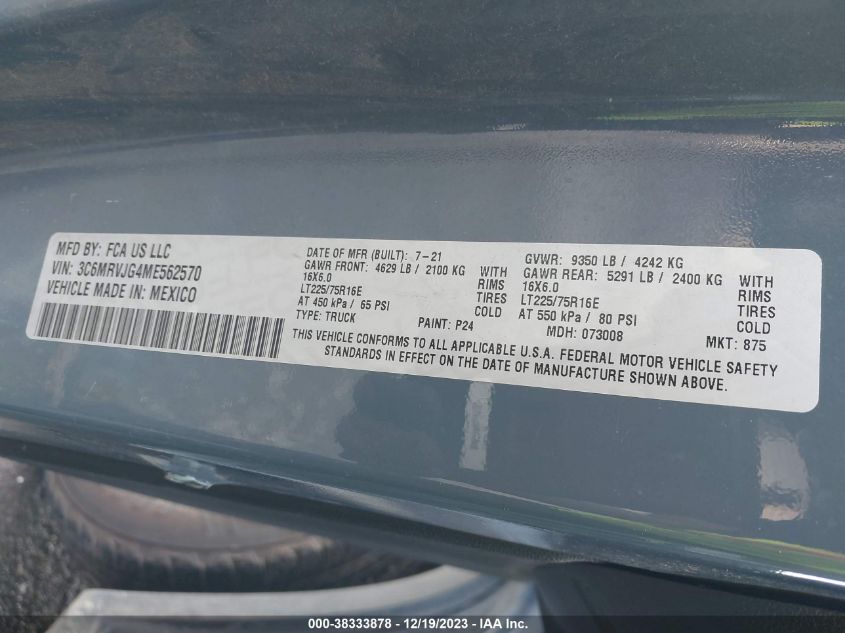 MFD BY: FCA US LLC
VIN: 3C6MRVJG4ME562570
VEHICLE MADE IN: MEXICO
DATE OF MFR (BUILT): 7-21
GAWR FRONT: 4629 LB / 2100 KG WITH
16X6.0 RIMS
LT225/75R16E TIRES
AT 450 kPa / 65 PSI COLD
TYPE: TRUCK PAINT: P24
GVWR: 9350 LB / 4242 KG
GAWR REAR: 5291 LB / 2400 KG WITH
16X6.0 RIMS
LT225/75R16E TIRES
AT 550 kPa / 80 PSI COLD
MDH: 073008 MKT: 875
THIS VEHICLE CONFORMS TO ALL APPLICABLE U.S.A. FEDERAL MOTOR VEHICLE SAFETY
STANDARDS IN EFFECT ON THE DATE OF MANUFACTURE SHOWN ABOVE.
000-38333878 - 12/19/2023 - IAA Inc.